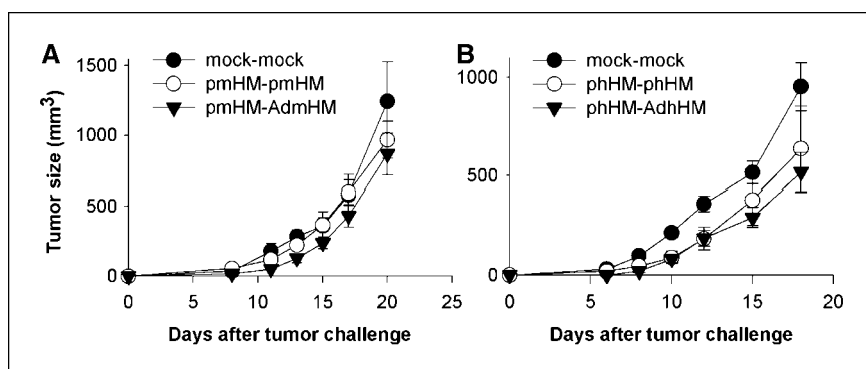 A
mock-mock
pmHM-pmHM
pmHM-AdmHM
Tumor size (mm³)
1500
1000
500
0
0 5 10 15 20 25
Days after tumor challenge
B
mock-mock
phHM-phHM
phHM-AdhHM
1000
500
0
0 5 10 15 20
Days after tumor challenge